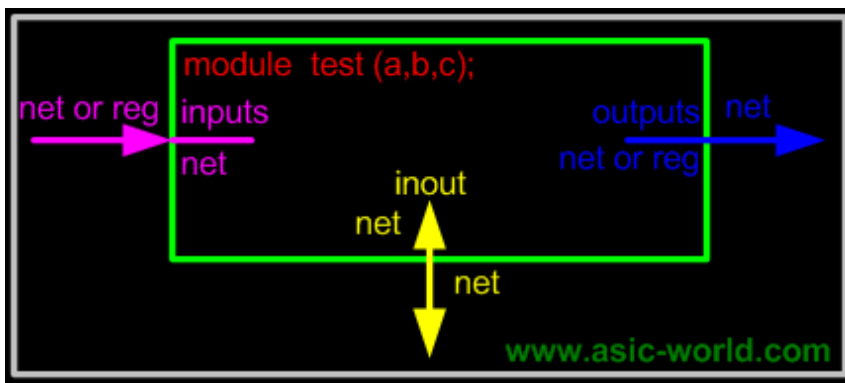 module test (a,b,c);
net or reg inputs
outputs net
net
net or reg
inout
net
net
www.asic-world.com